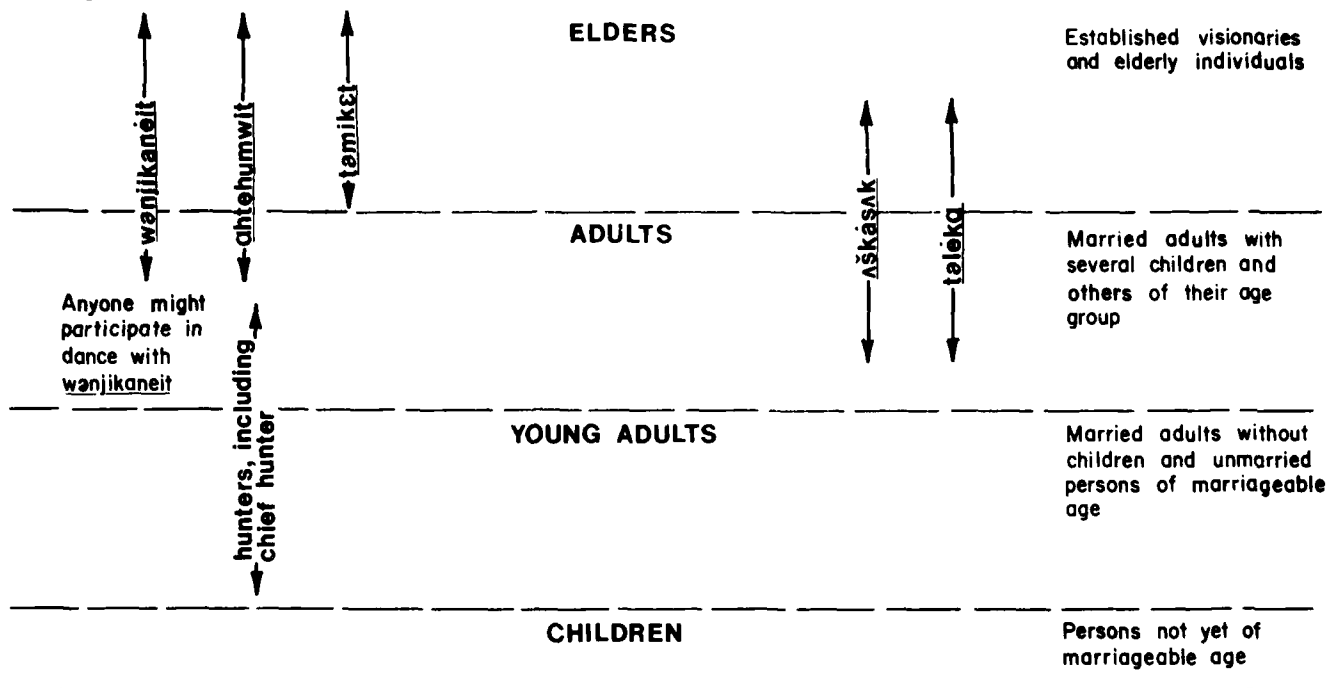 ELDERS
Established visionaries
and elderly individuals
wənjikanéit
ahtehumwit
təmikɛt
ʌškásʌk
taléka
ADULTS
Married adults with
several children and
others of their age
group
Anyone might
participate in
dance with
wənjikaneit
hunters, including
chief hunter
YOUNG ADULTS
Married adults without
children and unmarried
persons of marriageable
age
CHILDREN
Persons not yet of
marriageable age